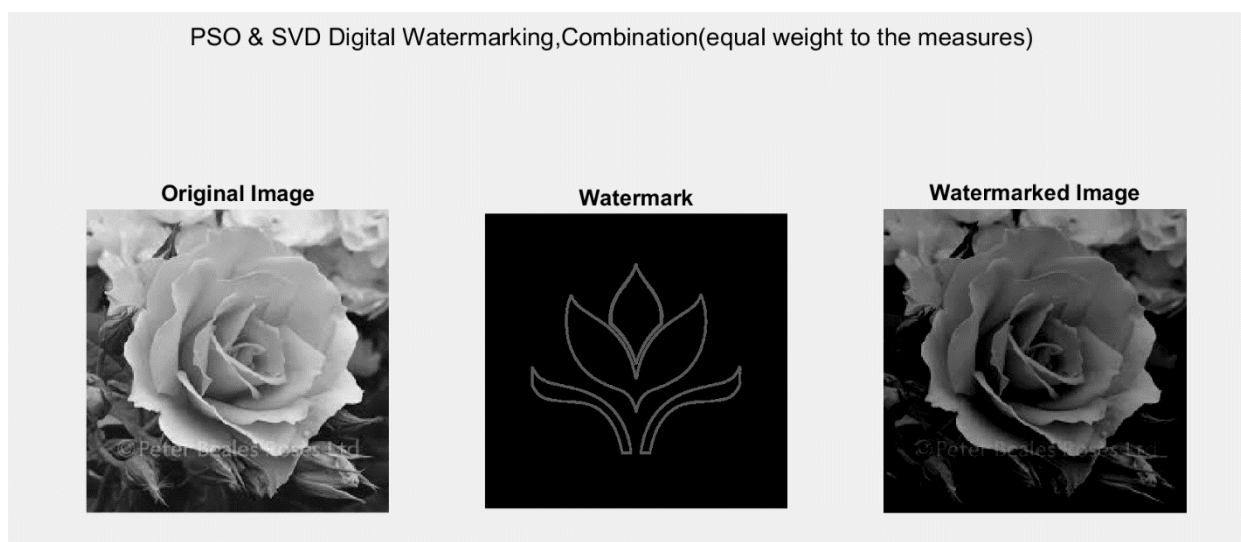 PSO & SVD Digital Watermarking,Combination(equal weight to the measures)
Original Image
Watermark
Watermarked Image
© Peter Beales Roses Ltd
© Peter Beales Roses Ltd